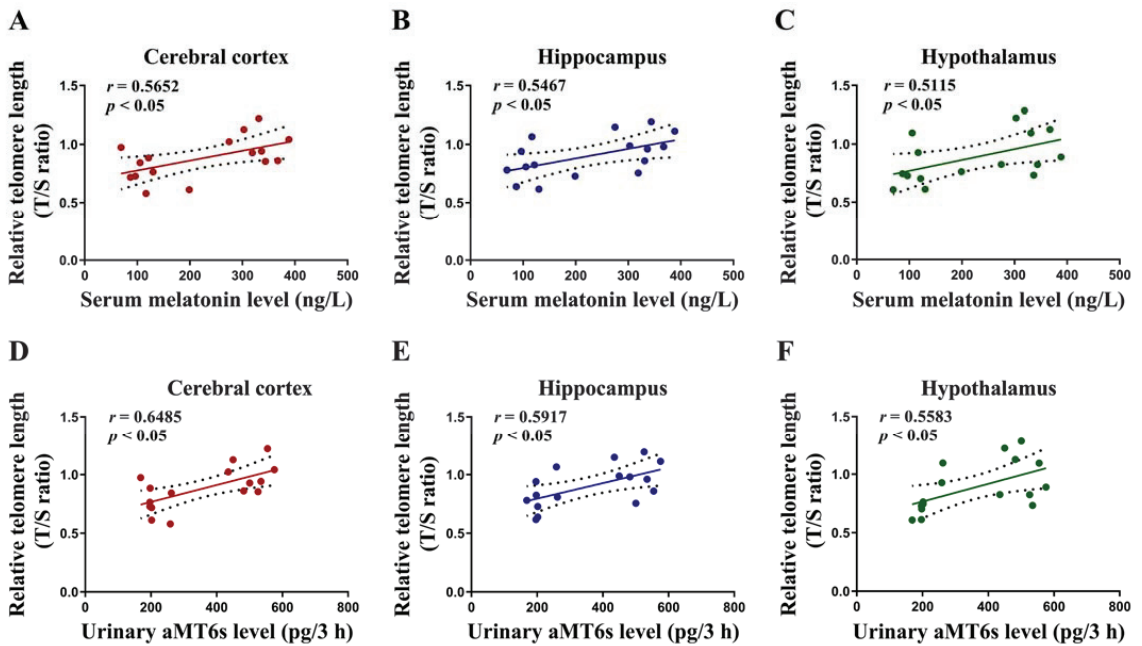 A
Cerebral cortex
r = 0.5652
p < 0.05
Relative telomere length
(T/S ratio)
1.5
1.0
0.5
0.0
0 100 200 300 400 500
Serum melatonin level (ng/L)
B
Hippocampus
r = 0.5467
p < 0.05
Relative telomere length
(T/S ratio)
1.5
1.0
0.5
0.0
0 100 200 300 400 500
Serum melatonin level (ng/L)
C
Hypothalamus
r = 0.5115
p < 0.05
Relative telomere length
(T/S ratio)
1.5
1.0
0.5
0.0
0 100 200 300 400 500
Serum melatonin level (ng/L)
D
Cerebral cortex
r = 0.6485
p < 0.05
Relative telomere length
(T/S ratio)
1.5
1.0
0.5
0.0
0 200 400 600 800
Urinary aMT6s level (pg/3 h)
E
Hippocampus
r = 0.5917
p < 0.05
Relative telomere length
(T/S ratio)
1.5
1.0
0.5
0.0
0 200 400 600 800
Urinary aMT6s level (pg/3 h)
F
Hypothalamus
r = 0.5583
p < 0.05
Relative telomere length
(T/S ratio)
1.5
1.0
0.5
0.0
0 200 400 600 800
Urinary aMT6s level (pg/3 h)